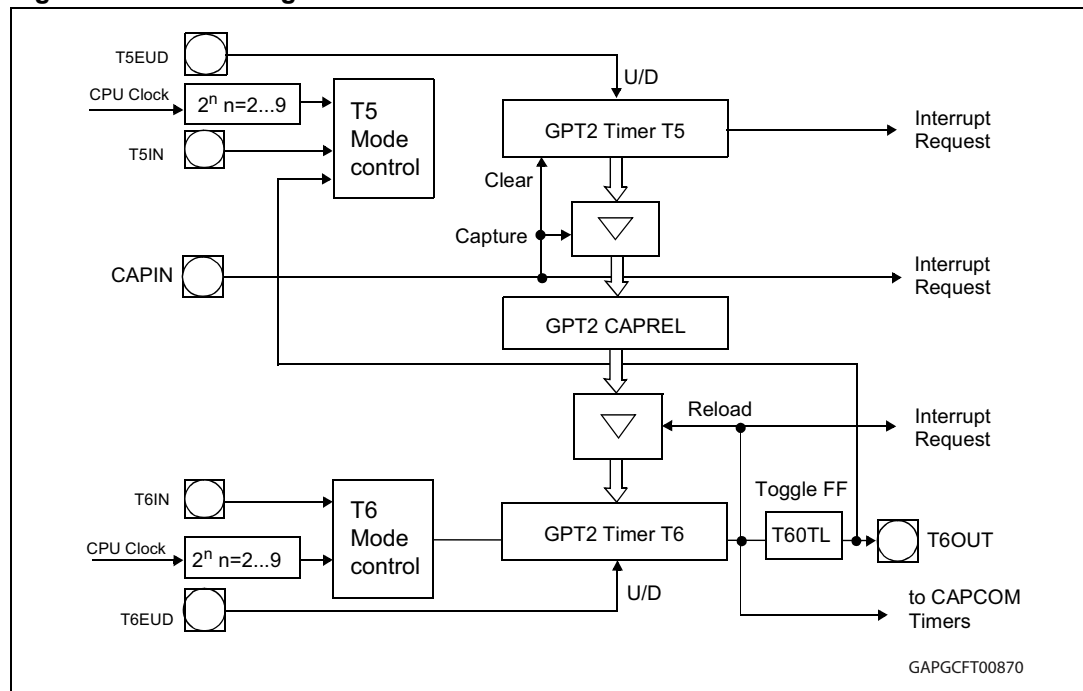 T5EUD
U/D
CPU Clock
2ⁿ n=2...9
T5
Mode
control
GPT2 Timer T5
Interrupt
Request
T5IN
Clear
Capture
CAPIN
Interrupt
Request
GPT2 CAPREL
Reload
Interrupt
Request
T6IN
T6
Mode
control
Toggle FF
GPT2 Timer T6
T60TL
T6OUT
CPU Clock
2ⁿ n=2...9
U/D
T6EUD
to CAPCOM
Timers
GAPGCFT00870